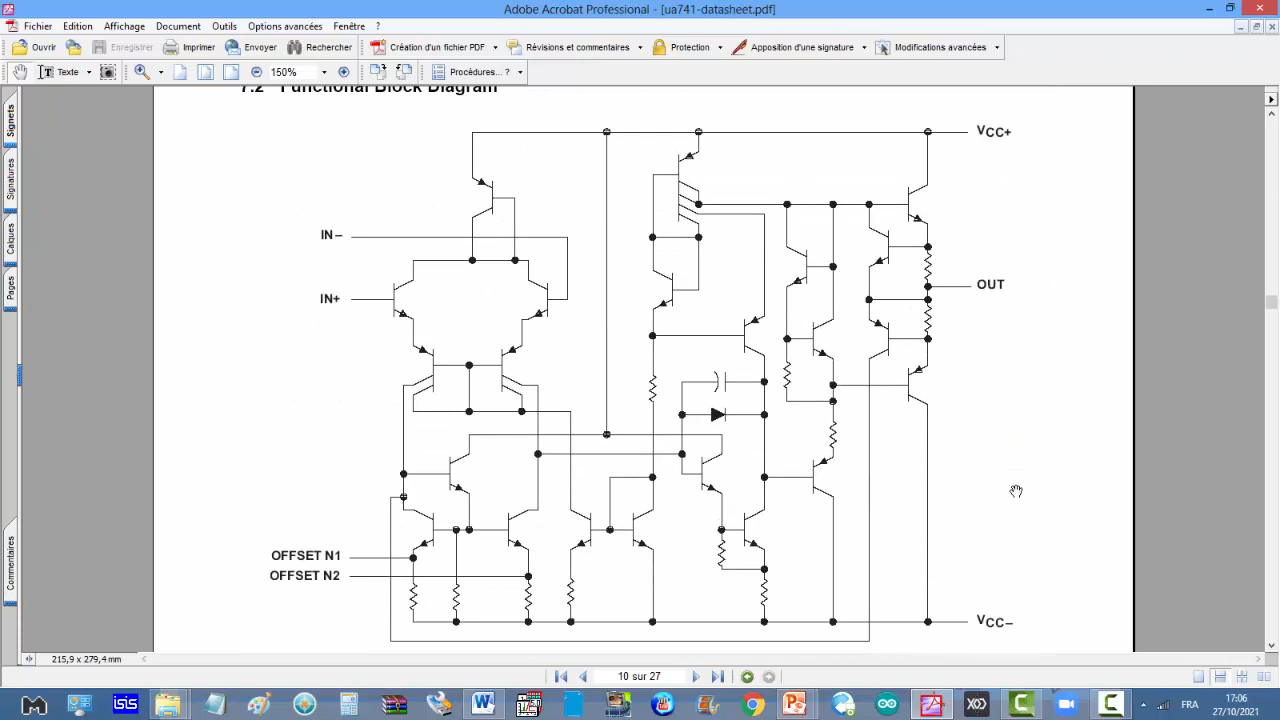 Adobe Acrobat Professional - [ua741-datasheet.pdf]
Fichier Edition Affichage Document Outils Options avancées Fenêtre ?
Ouvrir Enregistrer Imprimer Envoyer Rechercher Création d'un fichier PDF Révisions et commentaires Protection Apposition d'une signature Modifications avancées
Texte 150% Procédures... ?
7.2 Functional Block Diagram
Signets
Signatures
Calques
Pages
Commentaires
VCC+
IN−
OUT
IN+
OFFSET N1
OFFSET N2
VCC−
215,9 x 279,4 mm
10 sur 27
isis
FRA
17:06
27/10/2021